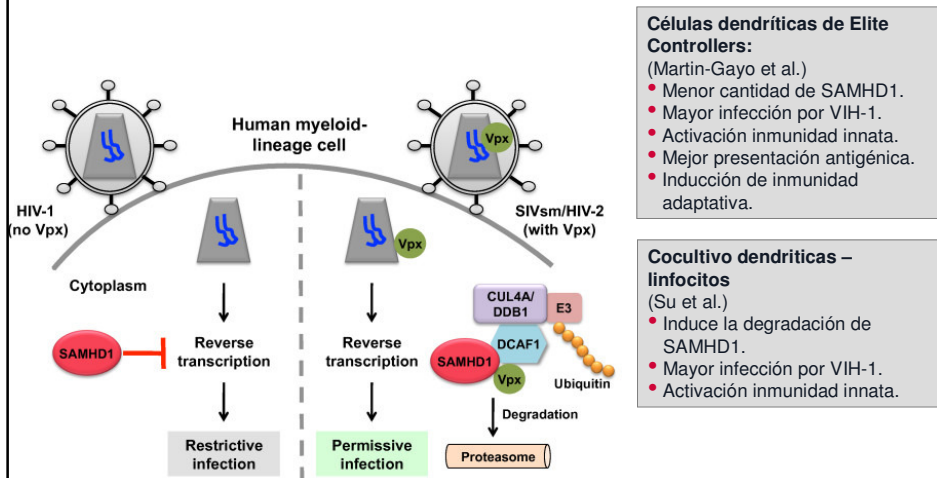 Human myeloid-
lineage cell
Vpx
HIV-1
(no Vpx)
SIVsm/HIV-2
(with Vpx)
Vpx
Cytoplasm
SAMHD1
Reverse
transcription
Restrictive
infection
Reverse
transcription
Permissive
infection
CUL4A/
DDB1
E3
DCAF1
SAMHD1
Vpx
Ubiquitin
Degradation
Proteasome
Células dendríticas de Elite
Controllers:
(Martin-Gayo et al.)
• Menor cantidad de SAMHD1.
• Mayor infección por VIH-1.
• Activación inmunidad innata.
• Mejor presentación antigénica.
• Inducción de inmunidad
adaptativa.
Cocultivo dendriticas –
linfocitos
(Su et al.)
• Induce la degradación de
SAMHD1.
• Mayor infección por VIH-1.
• Activación inmunidad innata.